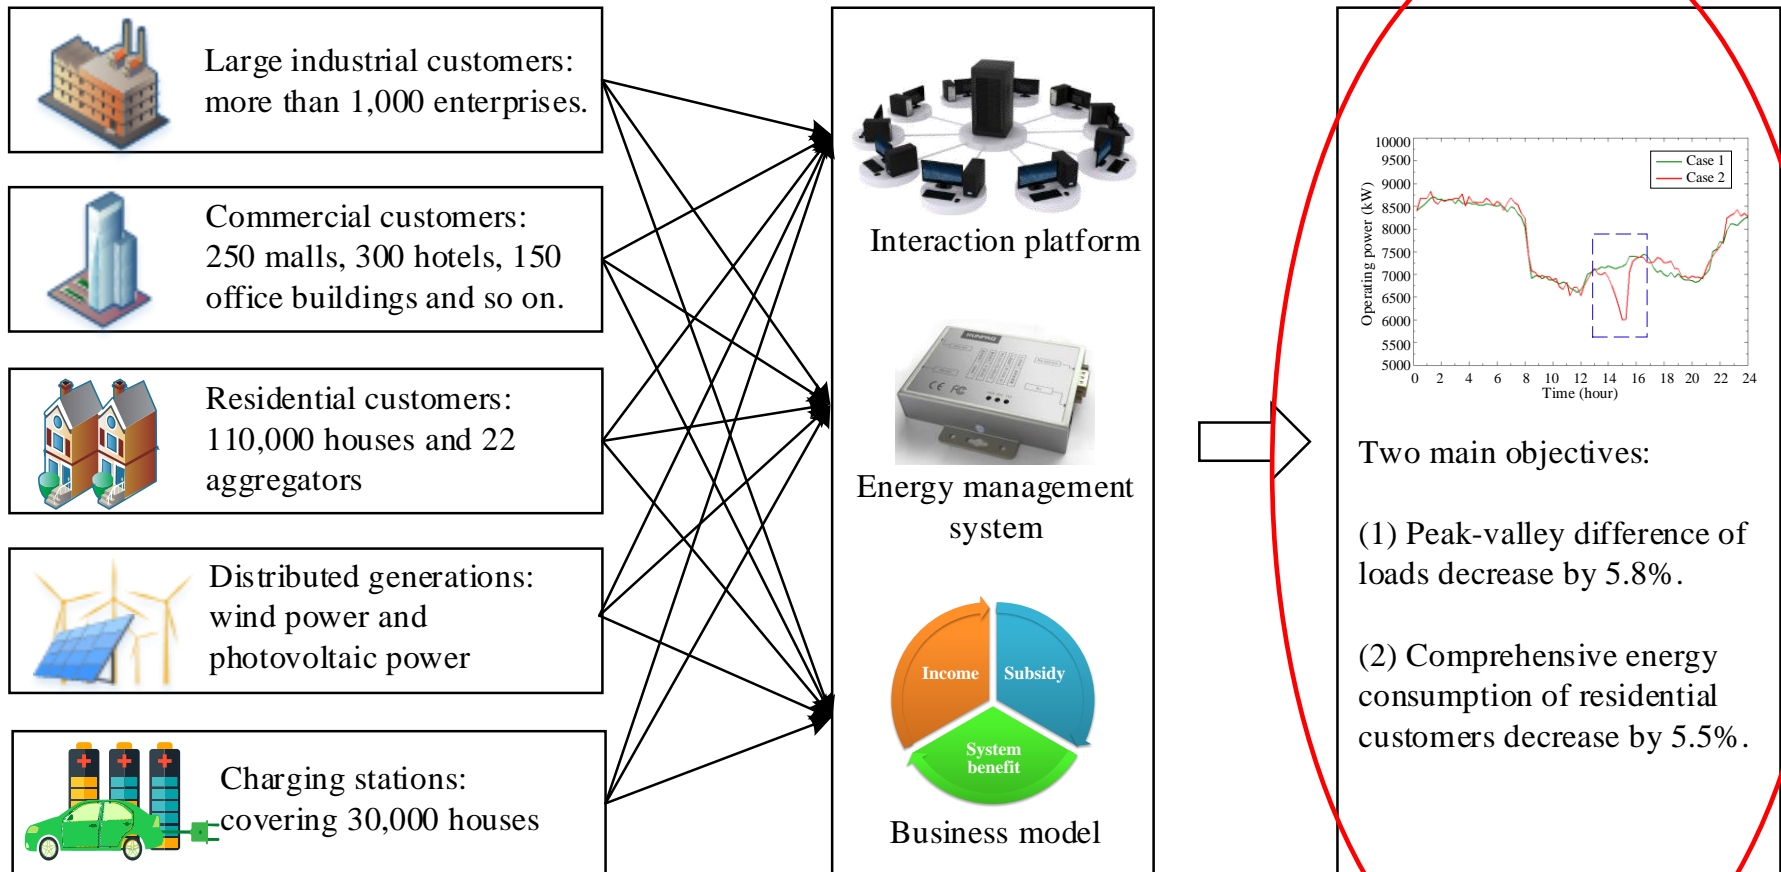 Large industrial customers:
more than 1,000 enterprises.
Commercial customers:
250 malls, 300 hotels, 150
office buildings and so on.
Residential customers:
110,000 houses and 22
aggregators
Distributed generations:
wind power and
photovoltaic power
Charging stations:
covering 30,000 houses
Interaction platform
CE FC
Energy management
system
Income
Subsidy
System
benefit
Business model
10000
9500
9000
8500
8000
7500
7000
6500
6000
5500
5000
Operating power (kW)
Case 1
Case 2
0 2 4 6 8 10 12 14 16 18 20 22 24
Time (hour)
Two main objectives:
(1) Peak-valley difference of
loads decrease by 5.8%.
(2) Comprehensive energy
consumption of residential
customers decrease by 5.5%.